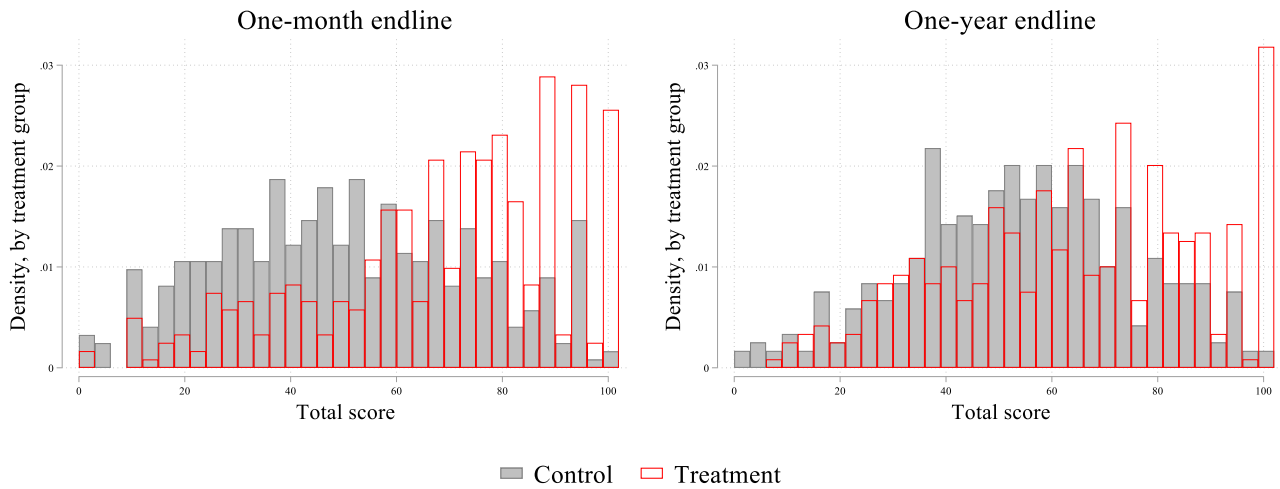 One-month endline
Density, by treatment group
.03
.02
.01
0
0 20 40 60 80 100
Total score
One-year endline
Density, by treatment group
.03
.02
.01
0
0 20 40 60 80 100
Total score
Control Treatment